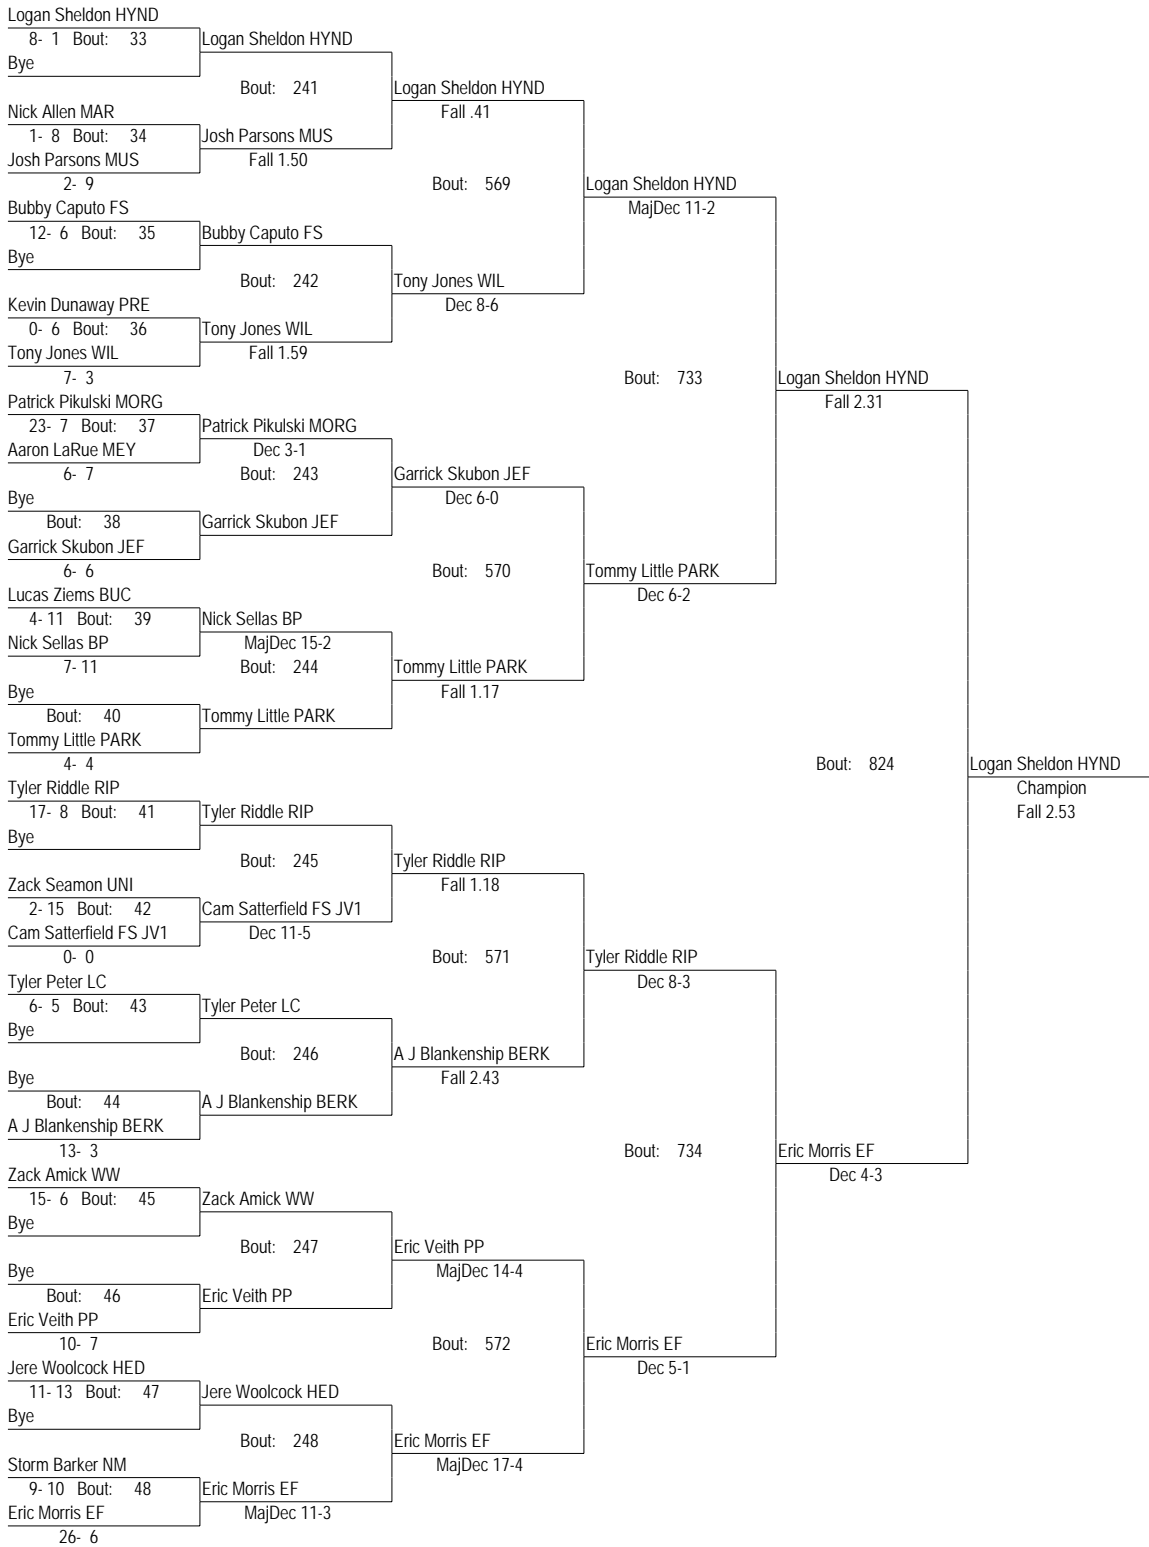 Logan Sheldon HYND
8- 1 Bout: 33
Logan Sheldon HYND
Bye
Bout: 241
Logan Sheldon HYND
Nick Allen MAR
Fall .41
1- 8 Bout: 34
Josh Parsons MUS
Josh Parsons MUS
Fall 1.50
2- 9
Bout: 569
Logan Sheldon HYND
Bubby Caputo FS
MajDec 11-2
12- 6 Bout: 35
Bubby Caputo FS
Bye
Bout: 242
Tony Jones WIL
Kevin Dunaway PRE
Dec 8-6
0- 6 Bout: 36
Tony Jones WIL
Tony Jones WIL
Fall 1.59
7- 3
Bout: 733
Logan Sheldon HYND
Patrick Pikulski MORG
Fall 2.31
23- 7 Bout: 37
Patrick Pikulski MORG
Aaron LaRue MEY
Dec 3-1
6- 7
Bout: 243
Garrick Skubon JEF
Bye
Dec 6-0
Bout: 38
Garrick Skubon JEF
Garrick Skubon JEF
6- 6
Bout: 570
Tommy Little PARK
Lucas Ziems BUC
Dec 6-2
4- 11 Bout: 39
Nick Sellas BP
Nick Sellas BP
MajDec 15-2
7- 11
Bout: 244
Tommy Little PARK
Bye
Fall 1.17
Bout: 40
Tommy Little PARK
Tommy Little PARK
4- 4
Bout: 824
Logan Sheldon HYND
Tyler Riddle RIP
Champion
17- 8 Bout: 41
Tyler Riddle RIP
Fall 2.53
Bye
Bout: 245
Tyler Riddle RIP
Zack Seamon UNI
Fall 1.18
2- 15 Bout: 42
Cam Satterfield FS JV1
Cam Satterfield FS JV1
Dec 11-5
0- 0
Bout: 571
Tyler Riddle RIP
Tyler Peter LC
Dec 8-3
6- 5 Bout: 43
Tyler Peter LC
Bye
Bout: 246
A J Blankenship BERK
Bye
Fall 2.43
Bout: 44
A J Blankenship BERK
A J Blankenship BERK
13- 3
Bout: 734
Eric Morris EF
Zack Amick WW
Dec 4-3
15- 6 Bout: 45
Zack Amick WW
Bye
Bout: 247
Eric Veith PP
Bye
MajDec 14-4
Bout: 46
Eric Veith PP
Eric Veith PP
10- 7
Bout: 572
Eric Morris EF
Jere Woolcock HED
Dec 5-1
11- 13 Bout: 47
Jere Woolcock HED
Bye
Bout: 248
Eric Morris EF
Storm Barker NM
MajDec 17-4
9- 10 Bout: 48
Eric Morris EF
Eric Morris EF
MajDec 11-3
26- 6